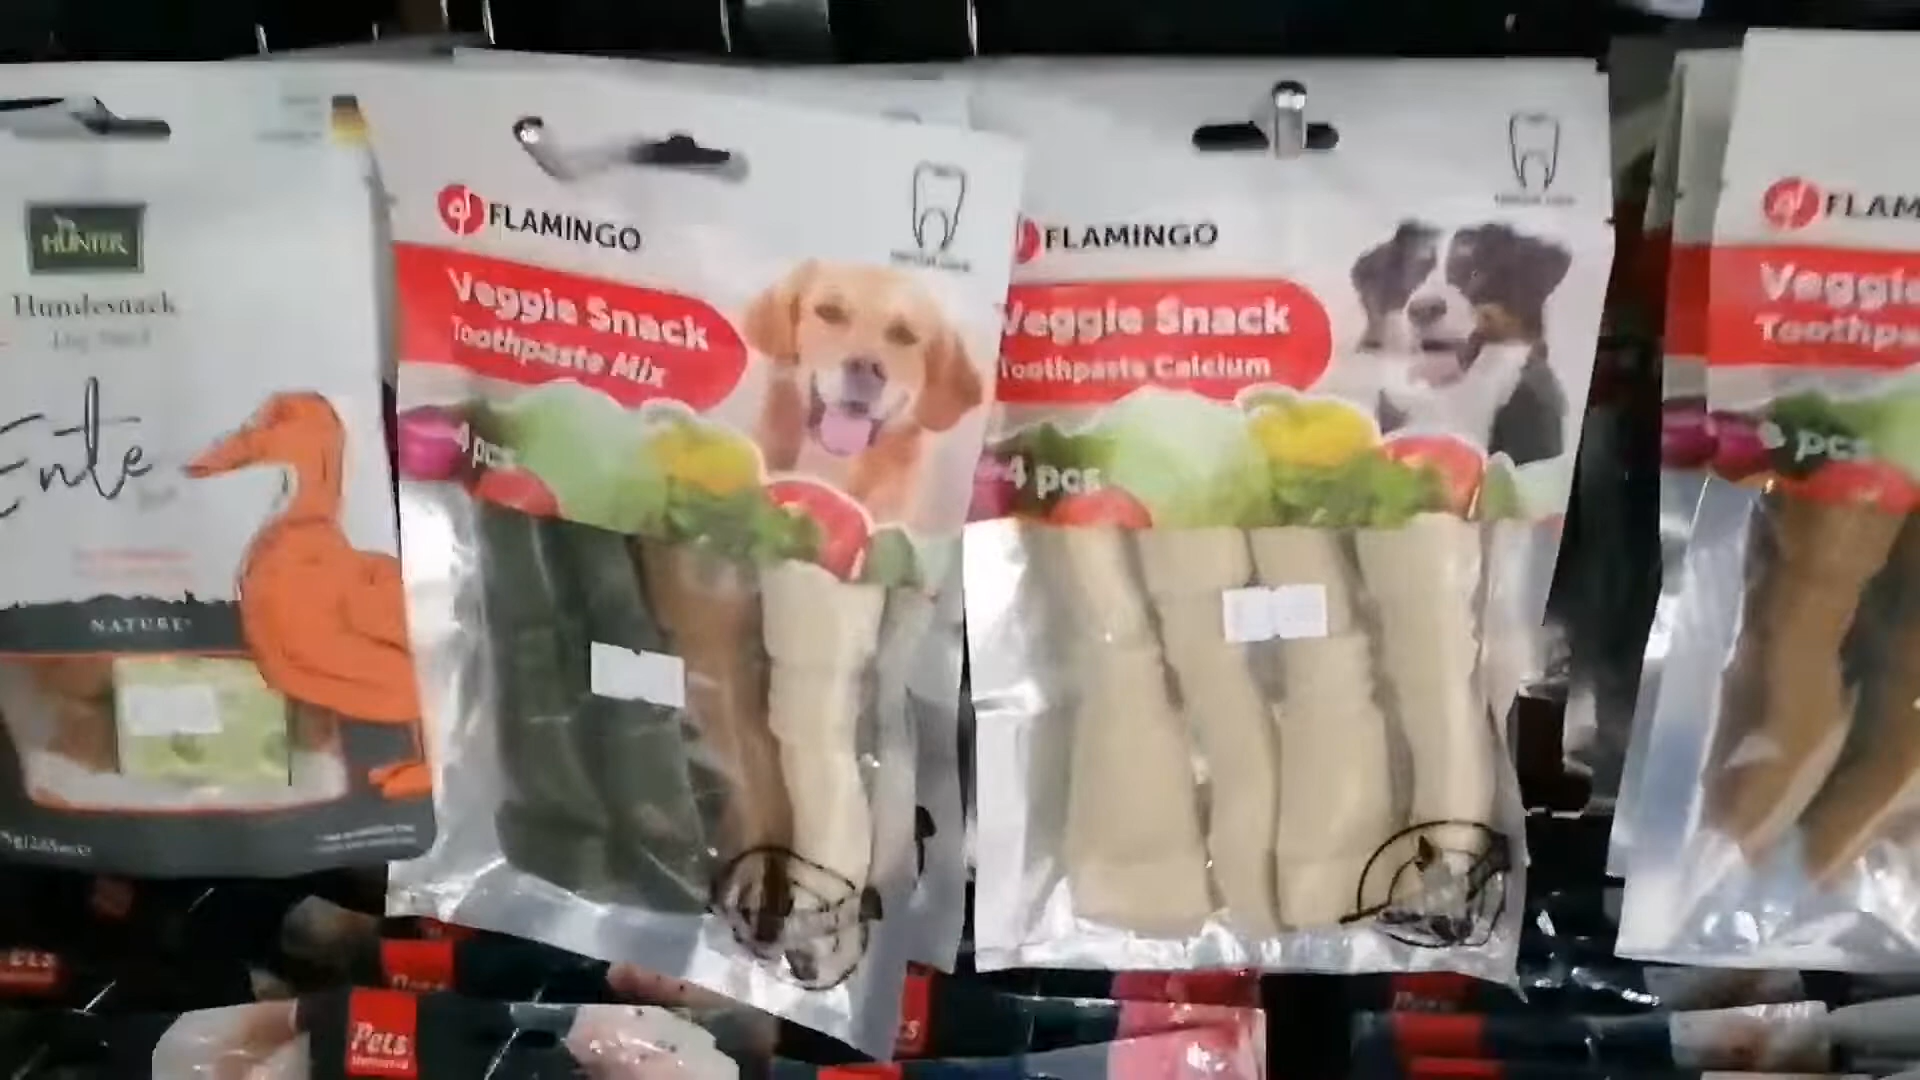 HUNTER
Hundesnack
Dog Snack
Ente
NATURE
FLAMINGO
Veggie Snack
Toothpaste Mix
4 pcs
FLAMINGO
Veggie Snack
Toothpaste Calcium
4 pcs
FLAM
Veggie
Toothpa
pcs
Pets